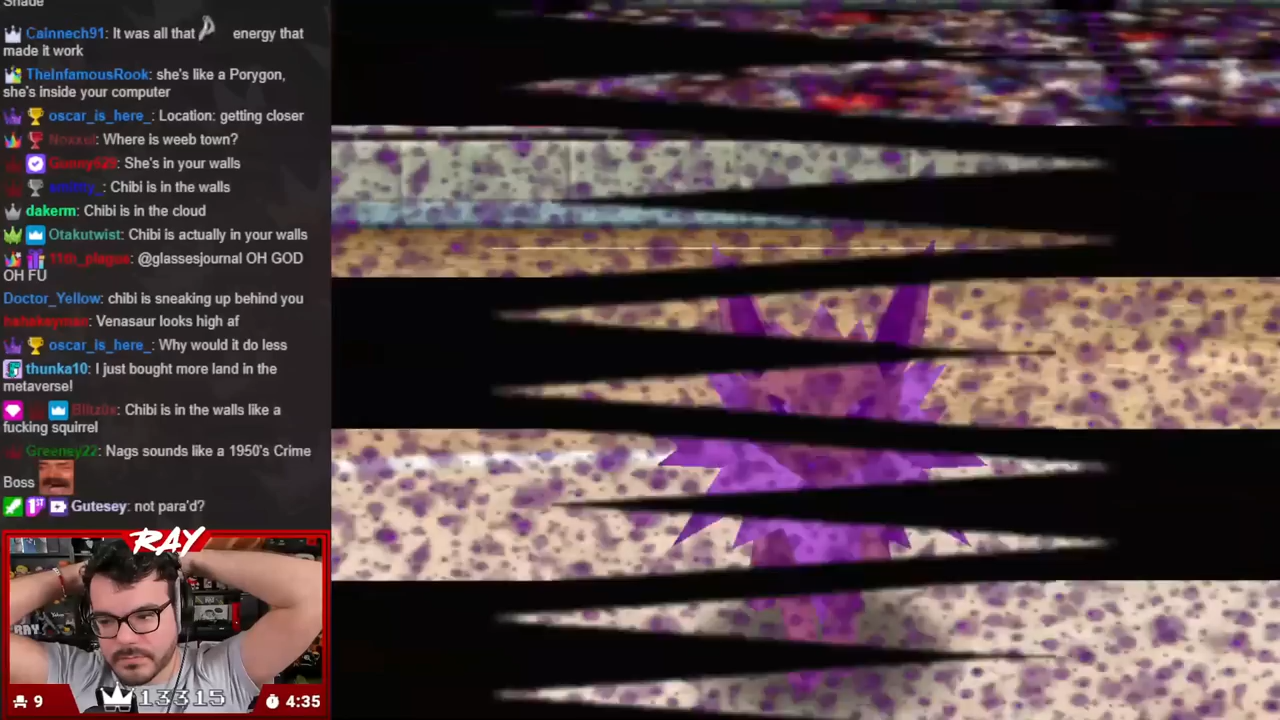 Shade
Cainnech91: It was all that energy that
made it work
TheInfamousRook: she's like a Porygon,
she's inside your computer
oscar_is_here_: Location: getting closer
Noxxul: Where is weeb town?
She's in your walls
Chibi is in the walls
dakerm: Chibi is in the cloud
Otakutwist: Chibi is actually in your walls
11th_plague: @glassesjournal OH GOD
OH FU
Doctor_Yellow: chibi is sneaking up behind you
Venasaur looks high af
oscar_is_here_: Why would it do less
thunka10: I just bought more land in the
metaverse!
Chibi is in the walls like a
fucking squirrel
Greeney22: Nags sounds like a 1950's Crime
Boss
Gutesey: not para'd?
RAY
9 13315 4:35